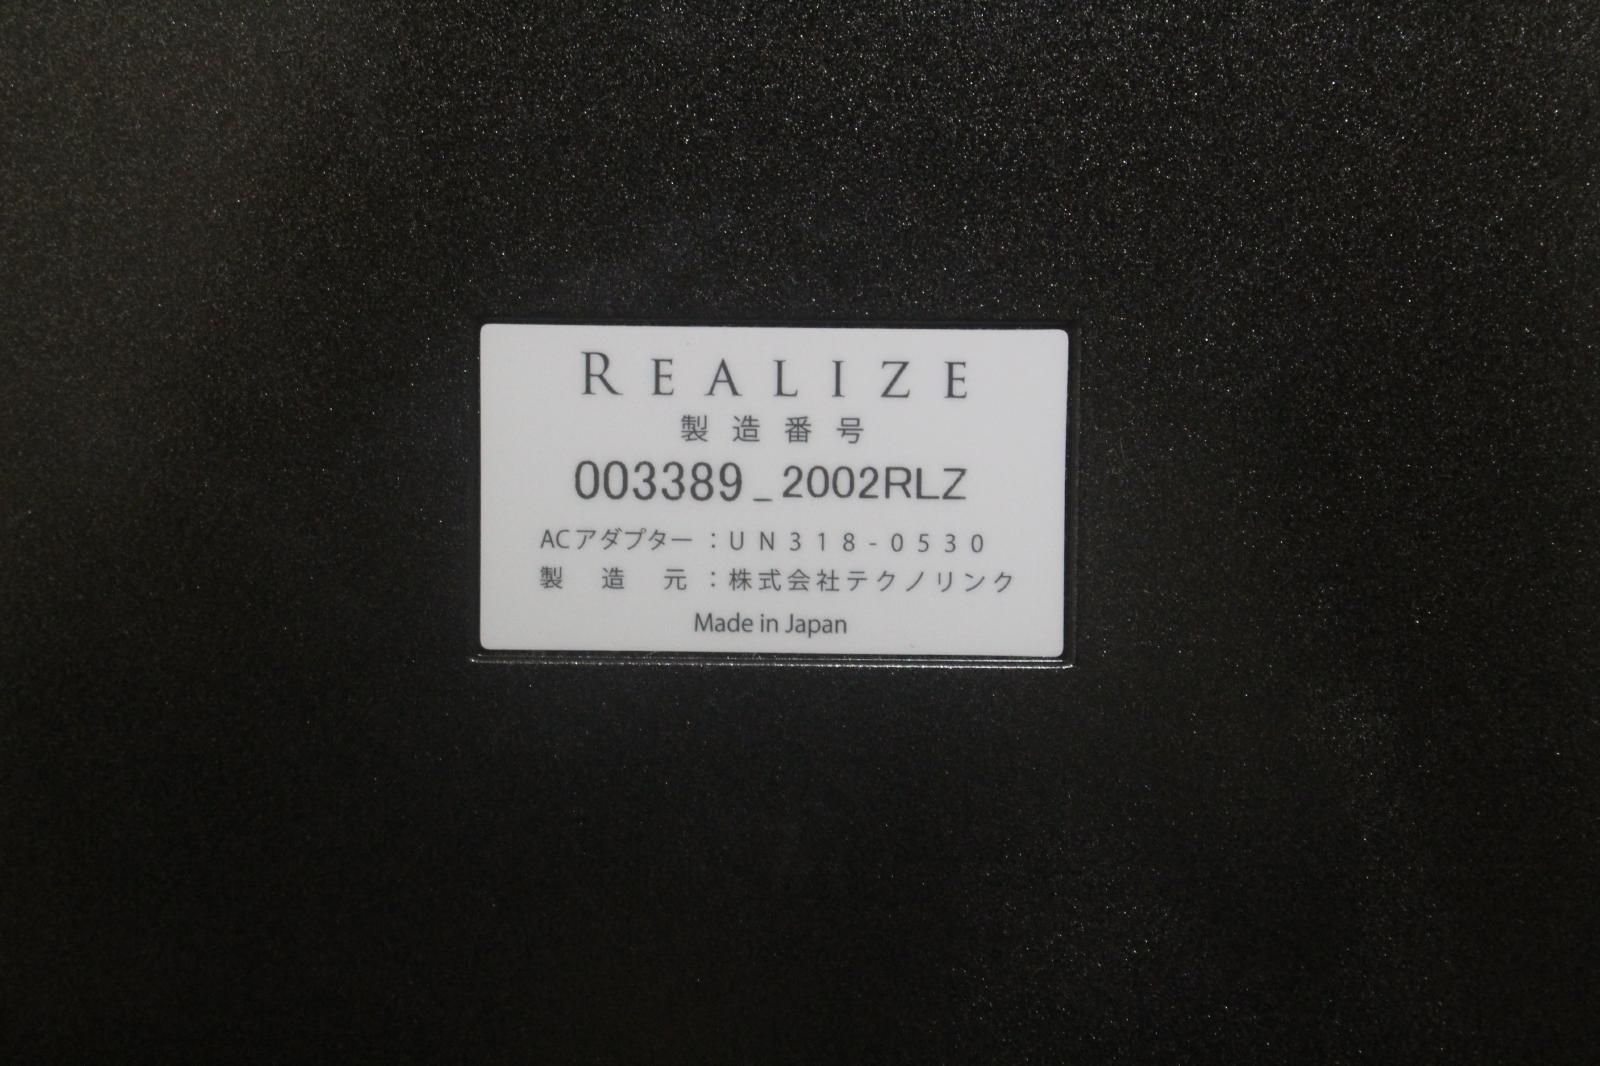 REALIZE
製造番号
003389_2002RLZ
ACアダプター：UN318-0530
製造元：株式会社テクノリンク
Made in Japan